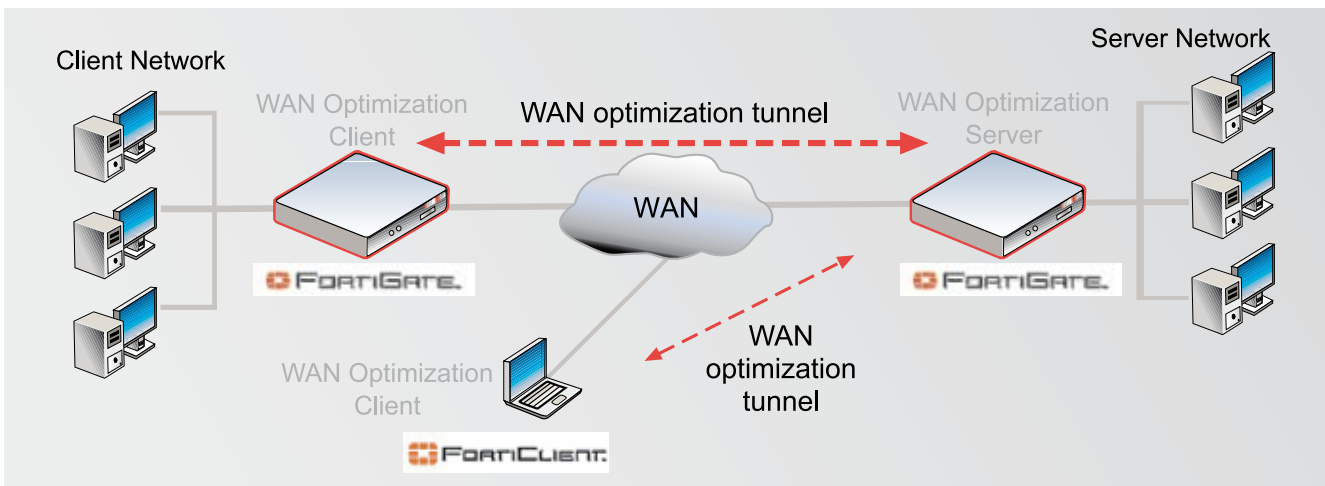 Client Network
Server Network
WAN Optimization
Client
WAN optimization tunnel
WAN Optimization
Server
WAN
FORTIGATE.
FORTIGATE.
WAN
optimization
tunnel
WAN Optimization
Client
FORTICLIENT.